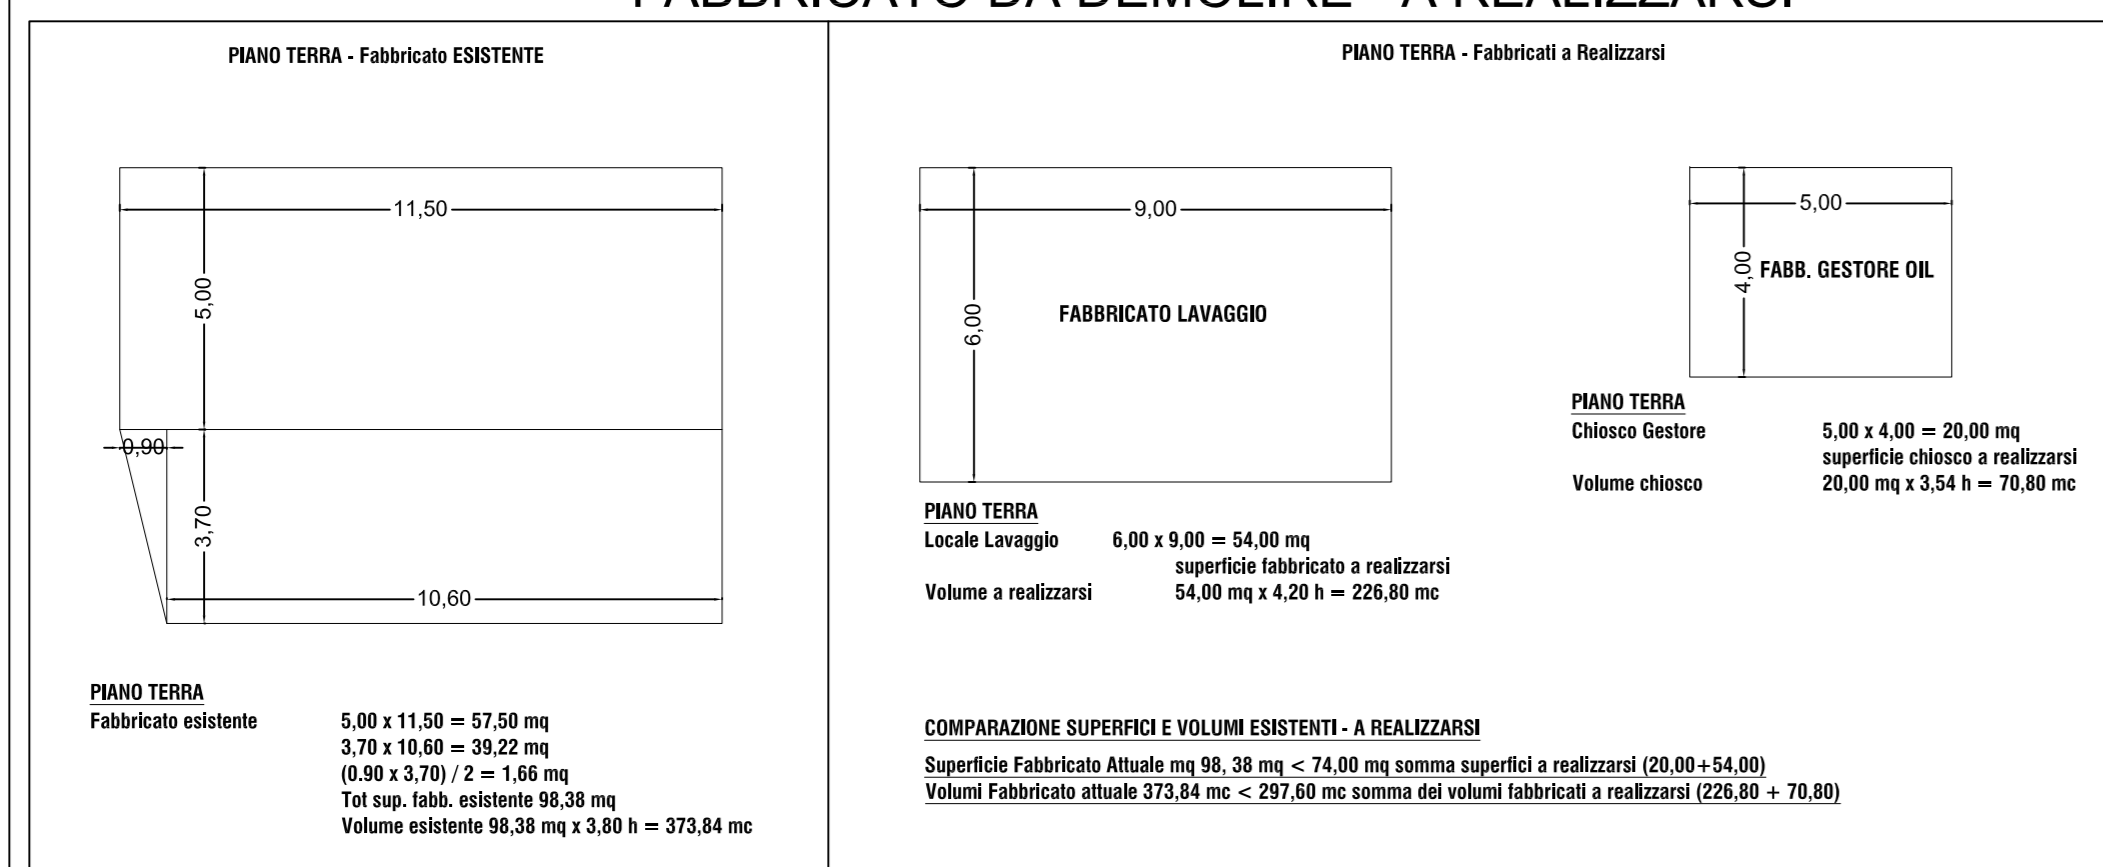 FABBRICATO DA DEMOLIRE - A REALIZZARSI
PIANO TERRA - Fabbricato ESISTENTE
11,50
5,00
0,90
3,70
10,60
PIANO TERRA
Fabbricato esistente 5,00 x 11,50 = 57,50 mq
3,70 x 10,60 = 39,22 mq
(0.90 x 3,70) / 2 = 1,66 mq
Tot sup. fabb. esistente 98,38 mq
Volume esistente 98,38 mq x 3,80 h = 373,84 mc
PIANO TERRA - Fabbricati a Realizzarsi
9,00
6,00
FABBRICATO LAVAGGIO
PIANO TERRA
Locale Lavaggio 6,00 x 9,00 = 54,00 mq
superficie fabbricato a realizzarsi
Volume a realizzarsi 54,00 mq x 4,20 h = 226,80 mc
5,00
4,00
FABB. GESTORE OIL
PIANO TERRA
Chiosco Gestore 5,00 x 4,00 = 20,00 mq
superficie chiosco a realizzarsi
Volume chiosco 20,00 mq x 3,54 h = 70,80 mc
COMPARAZIONE SUPERFICI E VOLUMI ESISTENTI - A REALIZZARSI
Superficie Fabbricato Attuale mq 98, 38 mq < 74,00 mq somma superfici a realizzarsi (20,00+54,00)
Volumi Fabbricato attuale 373,84 mc < 297,60 mc somma dei volumi fabbricati a realizzarsi (226,80 + 70,80)